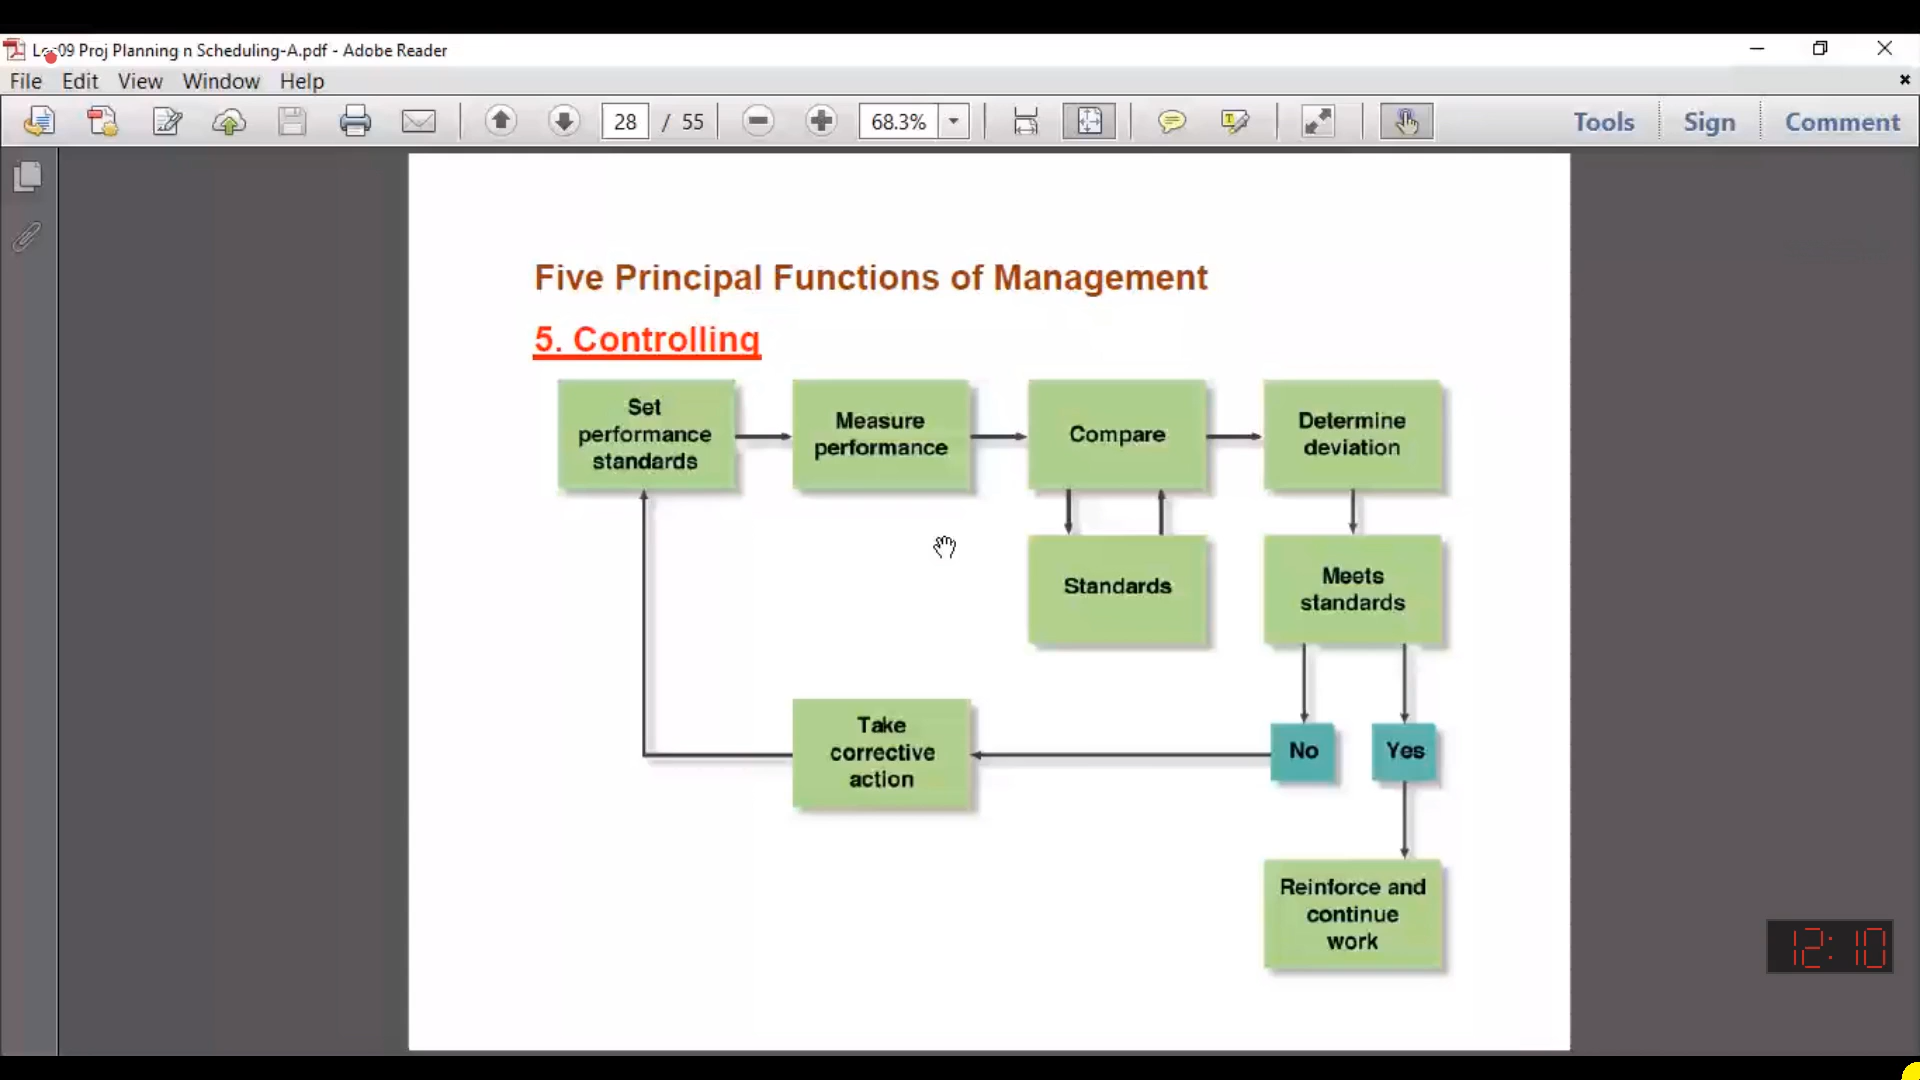 Lec09 Proj Planning n Scheduling-A.pdf - Adobe Reader
File Edit View Window Help
28 / 55 68.3% Tools Sign Comment
Five Principal Functions of Management
5. Controlling
Set
performance
standards
Measure
performance
Compare
Determine
deviation
Standards
Meets
standards
Take
corrective
action
No
Yes
Reinforce and
continue
work
12:10